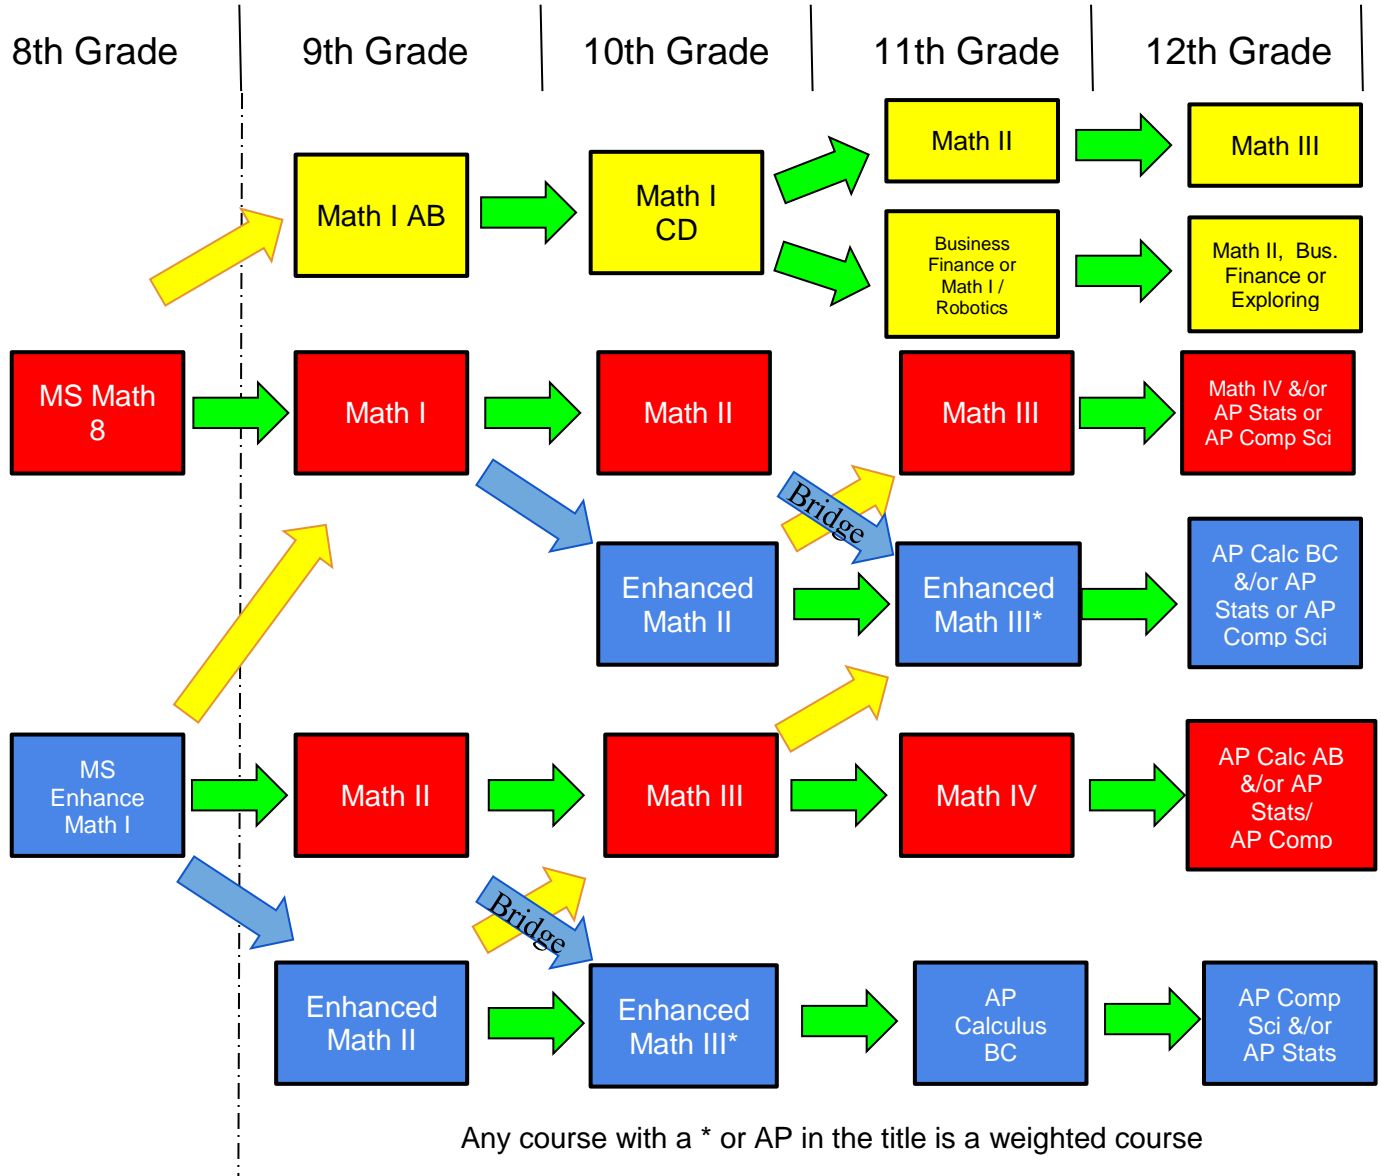 8th Grade
9th Grade
10th Grade
11th Grade
12th Grade
Math I AB
Math I
CD
Math II
Math III
Business
Finance or
Math I /
Robotics
Math II,  Bus.
Finance or
Exploring
MS Math
8
Math I
Math II
Math III
Math IV &/or
AP Stats or
AP Comp Sci
Bridge
Enhanced
Math II
Enhanced
Math III*
AP Calc BC
&/or AP
Stats or AP
Comp Sci
MS
Enhance
Math I
Math II
Math III
Math IV
AP Calc AB
&/or AP
Stats/
AP Comp
Bridge
Enhanced
Math II
Enhanced
Math III*
AP
Calculus
BC
AP Comp
Sci &/or
AP Stats
Any course with a * or AP in the title is a weighted course